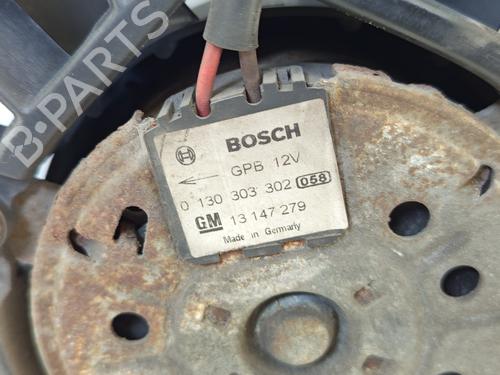 B-PARTS
BOSCH
GPB 12V
0 130 303 302 058
GM 13 147 279
Made in Germany